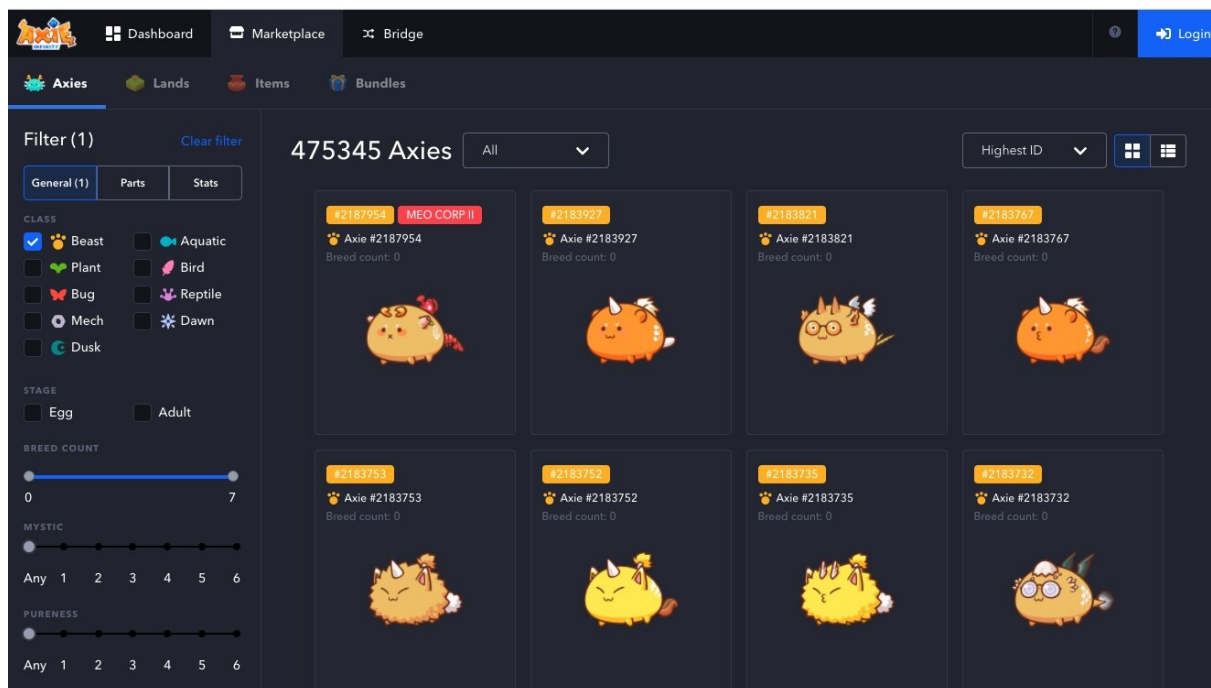 AXIE
INFINITY
Dashboard
Marketplace
Bridge
?
Login
Axies
Lands
Items
Bundles
Filter (1)
Clear filter
General (1)
Parts
Stats
CLASS
Beast
Aquatic
Plant
Bird
Bug
Reptile
Mech
Dawn
Dusk
STAGE
Egg
Adult
BREED COUNT
0
7
MYSTIC
Any 1 2 3 4 5 6
PURENESS
Any 1 2 3 4 5 6
475345 Axies
All
Highest ID
#2187954 MEO CORP II
Axie #2187954
Breed count: 0
#2183927
Axie #2183927
Breed count: 0
#2183821
Axie #2183821
Breed count: 0
#2183767
Axie #2183767
Breed count: 0
#2183753
Axie #2183753
Breed count: 0
#2183752
Axie #2183752
Breed count: 0
#2183735
Axie #2183735
Breed count: 0
#2183732
Axie #2183732
Breed count: 0